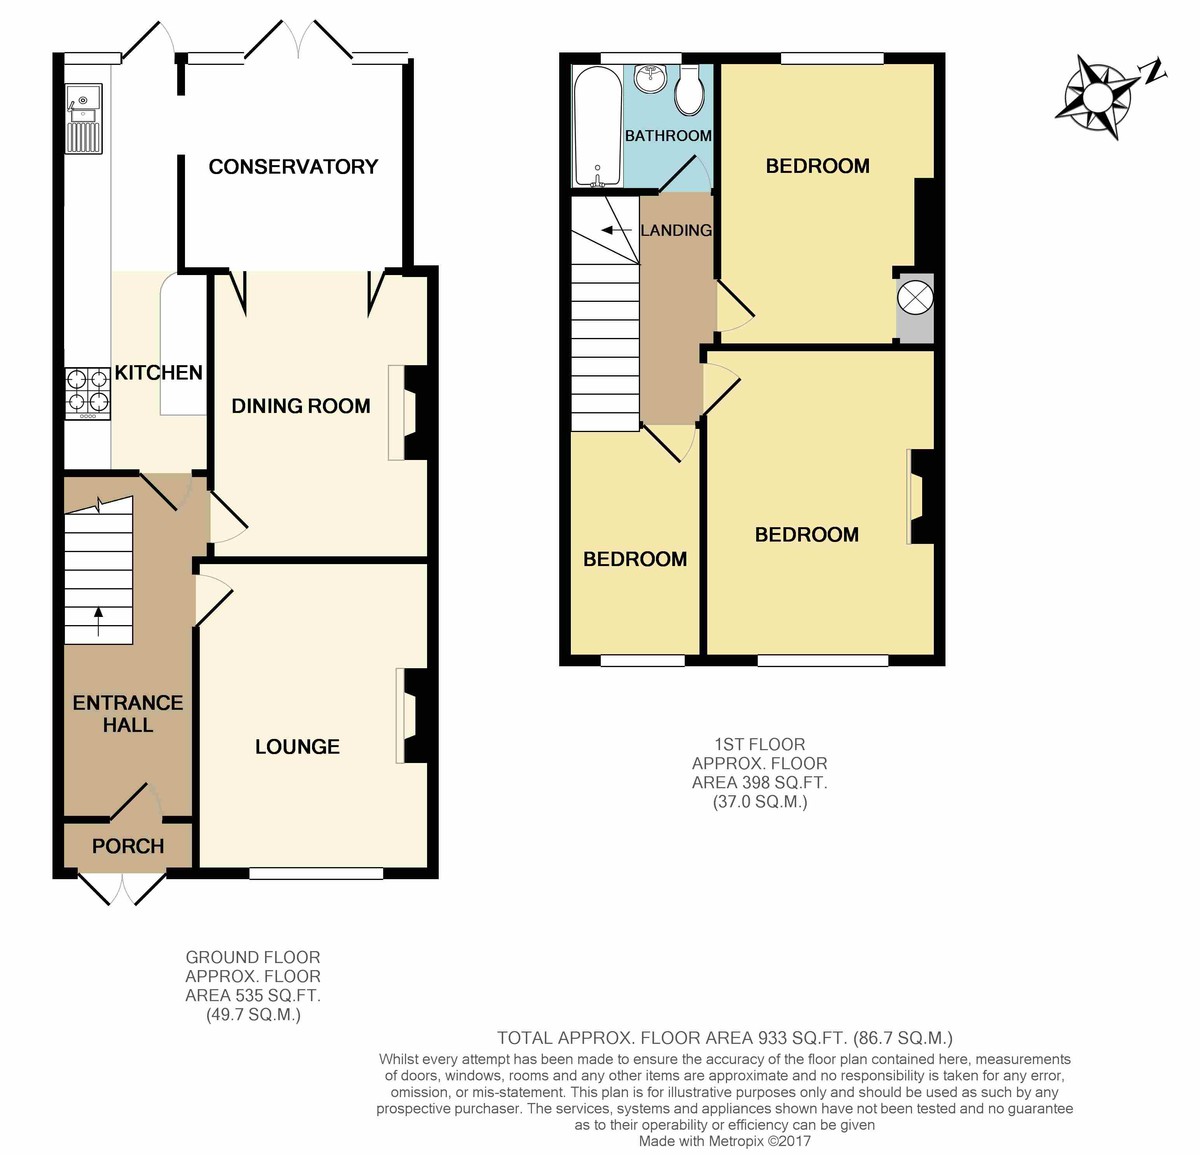 CONSERVATORY
KITCHEN
DINING ROOM
ENTRANCE
HALL
LOUNGE
PORCH
GROUND FLOOR
APPROX. FLOOR
AREA 535 SQ.FT.
(49.7 SQ.M.)
BATHROOM
BEDROOM
LANDING
BEDROOM
BEDROOM
1ST FLOOR
APPROX. FLOOR
AREA 398 SQ.FT.
(37.0 SQ.M.)
N
TOTAL APPROX. FLOOR AREA 933 SQ.FT. (86.7 SQ.M.)
Whilst every attempt has been made to ensure the accuracy of the floor plan contained here, measurements
of doors, windows, rooms and any other items are approximate and no responsibility is taken for any error,
omission, or mis-statement. This plan is for illustrative purposes only and should be used as such by any
prospective purchaser. The services, systems and appliances shown have not been tested and no guarantee
as to their operability or efficiency can be given
Made with Metropix ©2017